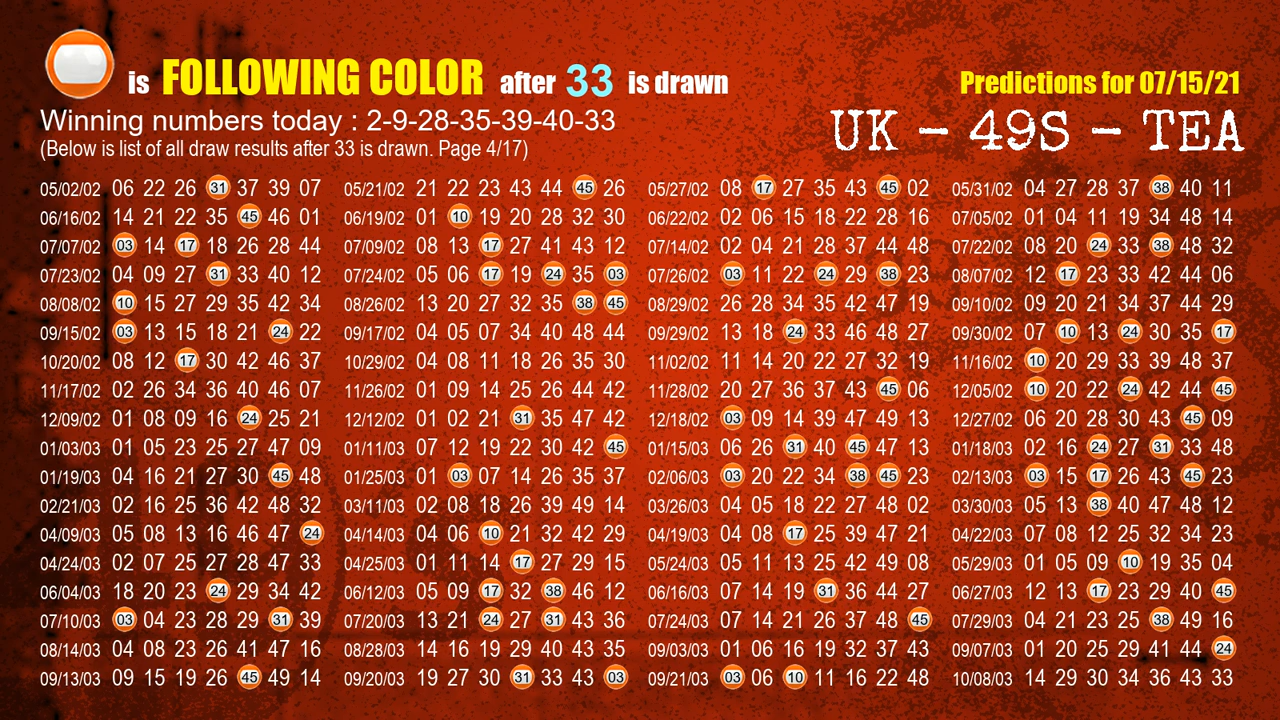 is FOLLOWING COLOR after 33 is drawn
Predictions for 07/15/21
Winning numbers today : 2-9-28-35-39-40-33
UK - 49S - TEA
(Below is list of all draw results after 33 is drawn. Page 4/17)
05/02/02 06 22 26 31 37 39 07 05/21/02 21 22 23 43 44 45 26 05/27/02 08 17 27 35 43 45 02 05/31/02 04 27 28 37 38 40 11
06/16/02 14 21 22 35 45 46 01 06/19/02 01 10 19 20 28 32 30 06/22/02 02 06 15 18 22 28 16 07/05/02 01 04 11 19 34 48 14
07/07/02 03 14 17 18 26 28 44 07/09/02 08 13 17 27 41 43 12 07/14/02 02 04 21 28 37 44 48 07/22/02 08 20 24 33 38 48 32
07/23/02 04 09 27 31 33 40 12 07/24/02 05 06 17 19 24 35 03 07/26/02 03 11 22 24 29 38 23 08/07/02 12 17 23 33 42 44 06
08/08/02 10 15 27 29 35 42 34 08/26/02 13 20 27 32 35 38 45 08/29/02 26 28 34 35 42 47 19 09/10/02 09 20 21 34 37 44 29
09/15/02 03 13 15 18 21 24 22 09/17/02 04 05 07 34 40 48 44 09/29/02 13 18 24 33 46 48 27 09/30/02 07 10 13 24 30 35 17
10/20/02 08 12 17 30 42 46 37 10/29/02 04 08 11 18 26 35 30 11/02/02 11 14 20 22 27 32 19 11/16/02 10 20 29 33 39 48 37
11/17/02 02 26 34 36 40 46 07 11/26/02 01 09 14 25 26 44 42 11/28/02 20 27 36 37 43 45 06 12/05/02 10 20 22 24 42 44 45
12/09/02 01 08 09 16 24 25 21 12/12/02 01 02 21 31 35 47 42 12/18/02 03 09 14 39 47 49 13 12/27/02 06 20 28 30 43 45 09
01/03/03 01 05 23 25 27 47 09 01/11/03 07 12 19 22 30 42 45 01/15/03 06 26 31 40 45 47 13 01/18/03 02 16 24 27 31 33 48
01/19/03 04 16 21 27 30 45 48 01/25/03 01 03 07 14 26 35 37 02/06/03 03 20 22 34 38 45 23 02/13/03 03 15 17 26 43 45 23
02/21/03 02 16 25 36 42 48 32 03/11/03 02 08 18 26 39 49 14 03/26/03 04 05 18 22 27 48 02 03/30/03 05 13 38 40 47 48 12
04/09/03 05 08 13 16 46 47 24 04/14/03 04 06 10 21 32 42 29 04/19/03 04 08 17 25 39 47 21 04/22/03 07 08 12 25 32 34 23
04/24/03 02 07 25 27 28 47 33 04/25/03 01 11 14 17 27 29 15 05/24/03 05 11 13 25 42 49 08 05/29/03 01 05 09 10 19 35 04
06/04/03 18 20 23 24 29 34 42 06/12/03 05 09 17 32 38 46 12 06/16/03 07 14 19 31 36 44 27 06/27/03 12 13 17 23 29 40 45
07/10/03 03 04 23 28 29 31 39 07/20/03 13 21 24 27 31 43 36 07/24/03 07 14 21 26 37 48 45 07/29/03 04 21 23 25 38 49 16
08/14/03 04 08 23 26 41 47 16 08/28/03 14 16 19 29 40 43 35 09/03/03 01 06 16 19 32 37 43 09/07/03 01 20 25 29 41 44 24
09/13/03 09 15 19 26 45 49 14 09/20/03 19 27 30 31 33 43 03 09/21/03 03 06 10 11 16 22 48 10/08/03 14 29 30 34 36 43 33